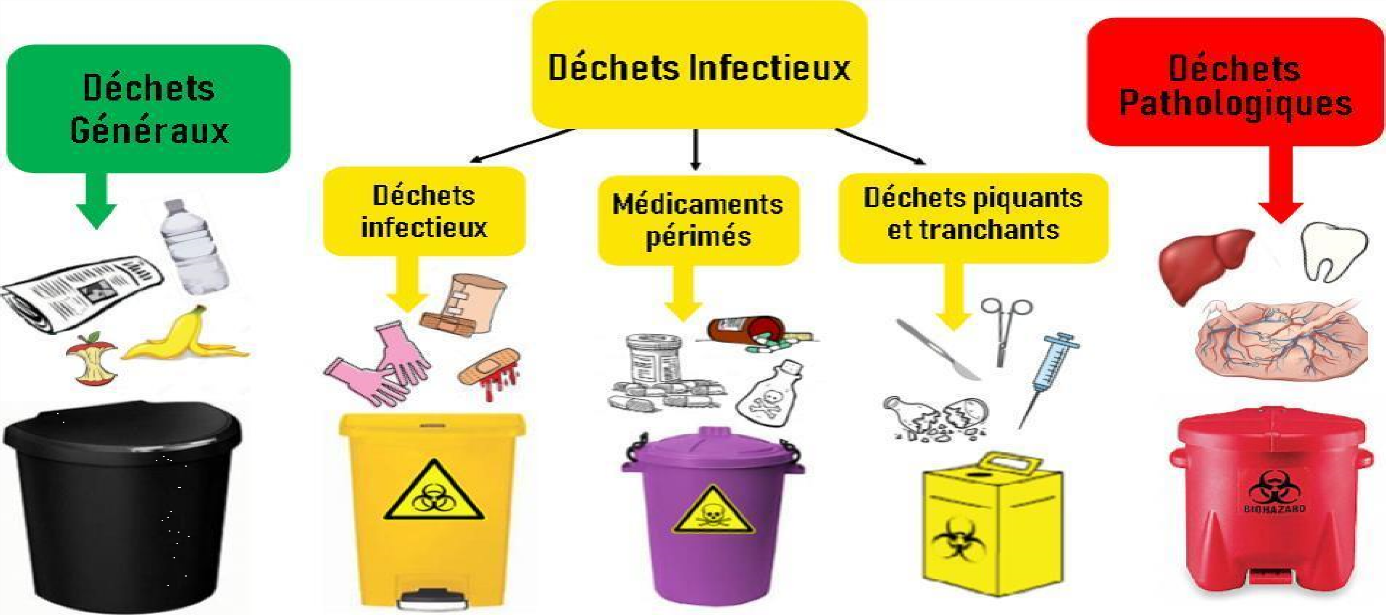 Déchets
Généraux
Déchets Infectieux
Déchets
Pathologiques
Déchets
infectieux
Médicaments
périmés
Déchets piquants
et tranchants
BIOHAZARD